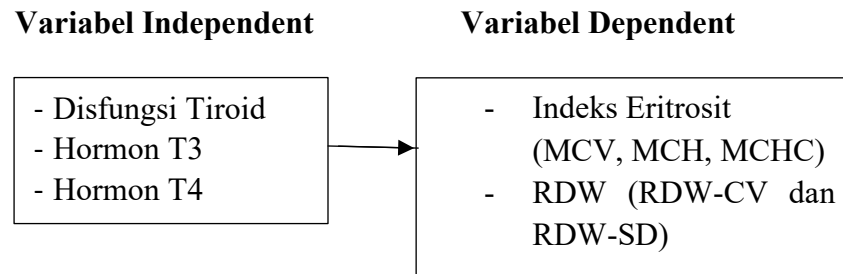 Variabel Independent
Variabel Dependent
- Disfungsi Tiroid
- Hormon T3
- Hormon T4
- Indeks Eritrosit
(MCV, MCH, MCHC)
- RDW (RDW-CV dan
RDW-SD)